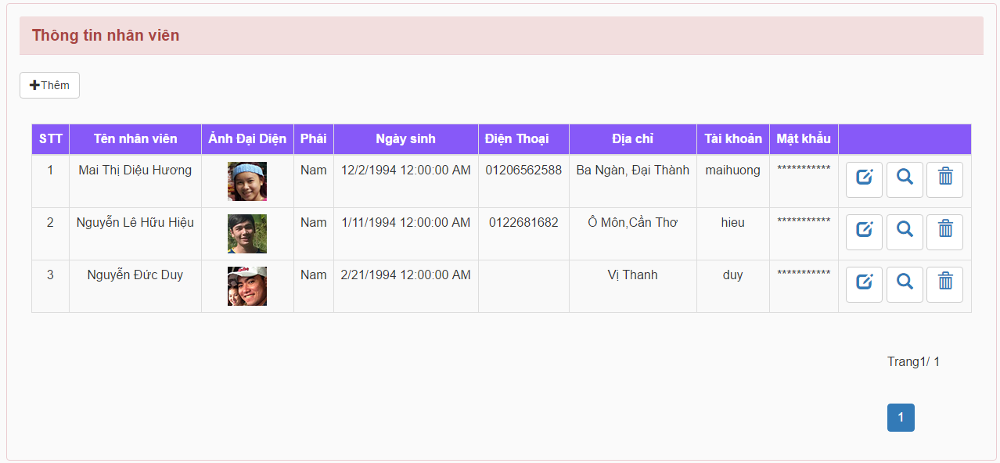 Thông tin nhân viên
Thêm
STT Tên nhân viên Ảnh Đại Diện Phái Ngày sinh Điện Thoại Địa chỉ Tài khoản Mật khẩu
1 Mai Thị Diệu Hương Nam 12/2/1994 12:00:00 AM 01206562588 Ba Ngàn, Đại Thành maihuong ***********
2 Nguyễn Lê Hữu Hiệu Nam 1/11/1994 12:00:00 AM 0122681682 Ô Môn,Cần Thơ hieu ***********
3 Nguyễn Đức Duy Nam 2/21/1994 12:00:00 AM Vị Thanh duy ***********
Trang1/ 1
1